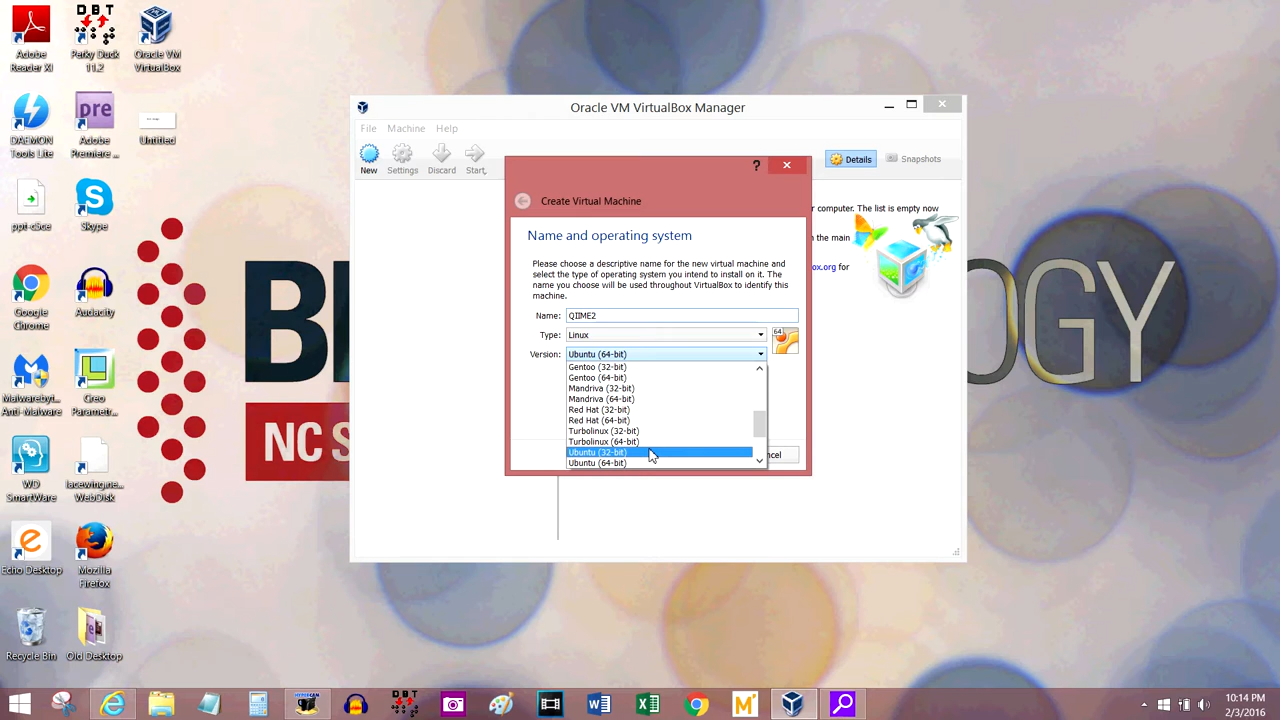 Adobe
Reader XI
Perky Duck
11.2
Oracle VM
VirtualBox
DAEMON
Tools Lite
Adobe
Premiere ...
Untitled
ppt-c5ce
Skype
Google
Chrome
Audacity
Malwarebyt...
Anti-Malware
Creo
Parametr...
WD
SmartWare
lacewing.ne...
WebDisk
Echo Desktop
Mozilla
Firefox
Recycle Bin
Old Desktop
DBT
pre
OGY
NC S
Oracle VM VirtualBox Manager
File
Machine
Help
New
Settings
Discard
Start,
Details
Snapshots
computer. The list is empty now
n the main
ox.org for
?
Create Virtual Machine
Name and operating system
Please choose a descriptive name for the new virtual machine and
select the type of operating system you intend to install on it. The
name you choose will be used throughout VirtualBox to identify this
machine.
Name:
QIIME2
Type:
Linux
64
Version:
Ubuntu (64-bit)
Gentoo (32-bit)
Gentoo (64-bit)
Mandriva (32-bit)
Mandriva (64-bit)
Red Hat (32-bit)
Red Hat (64-bit)
Turbolinux (32-bit)
Turbolinux (64-bit)
Ubuntu (32-bit)
Ubuntu (64-bit)
ncel
DBT
10:14 PM
2/3/2016